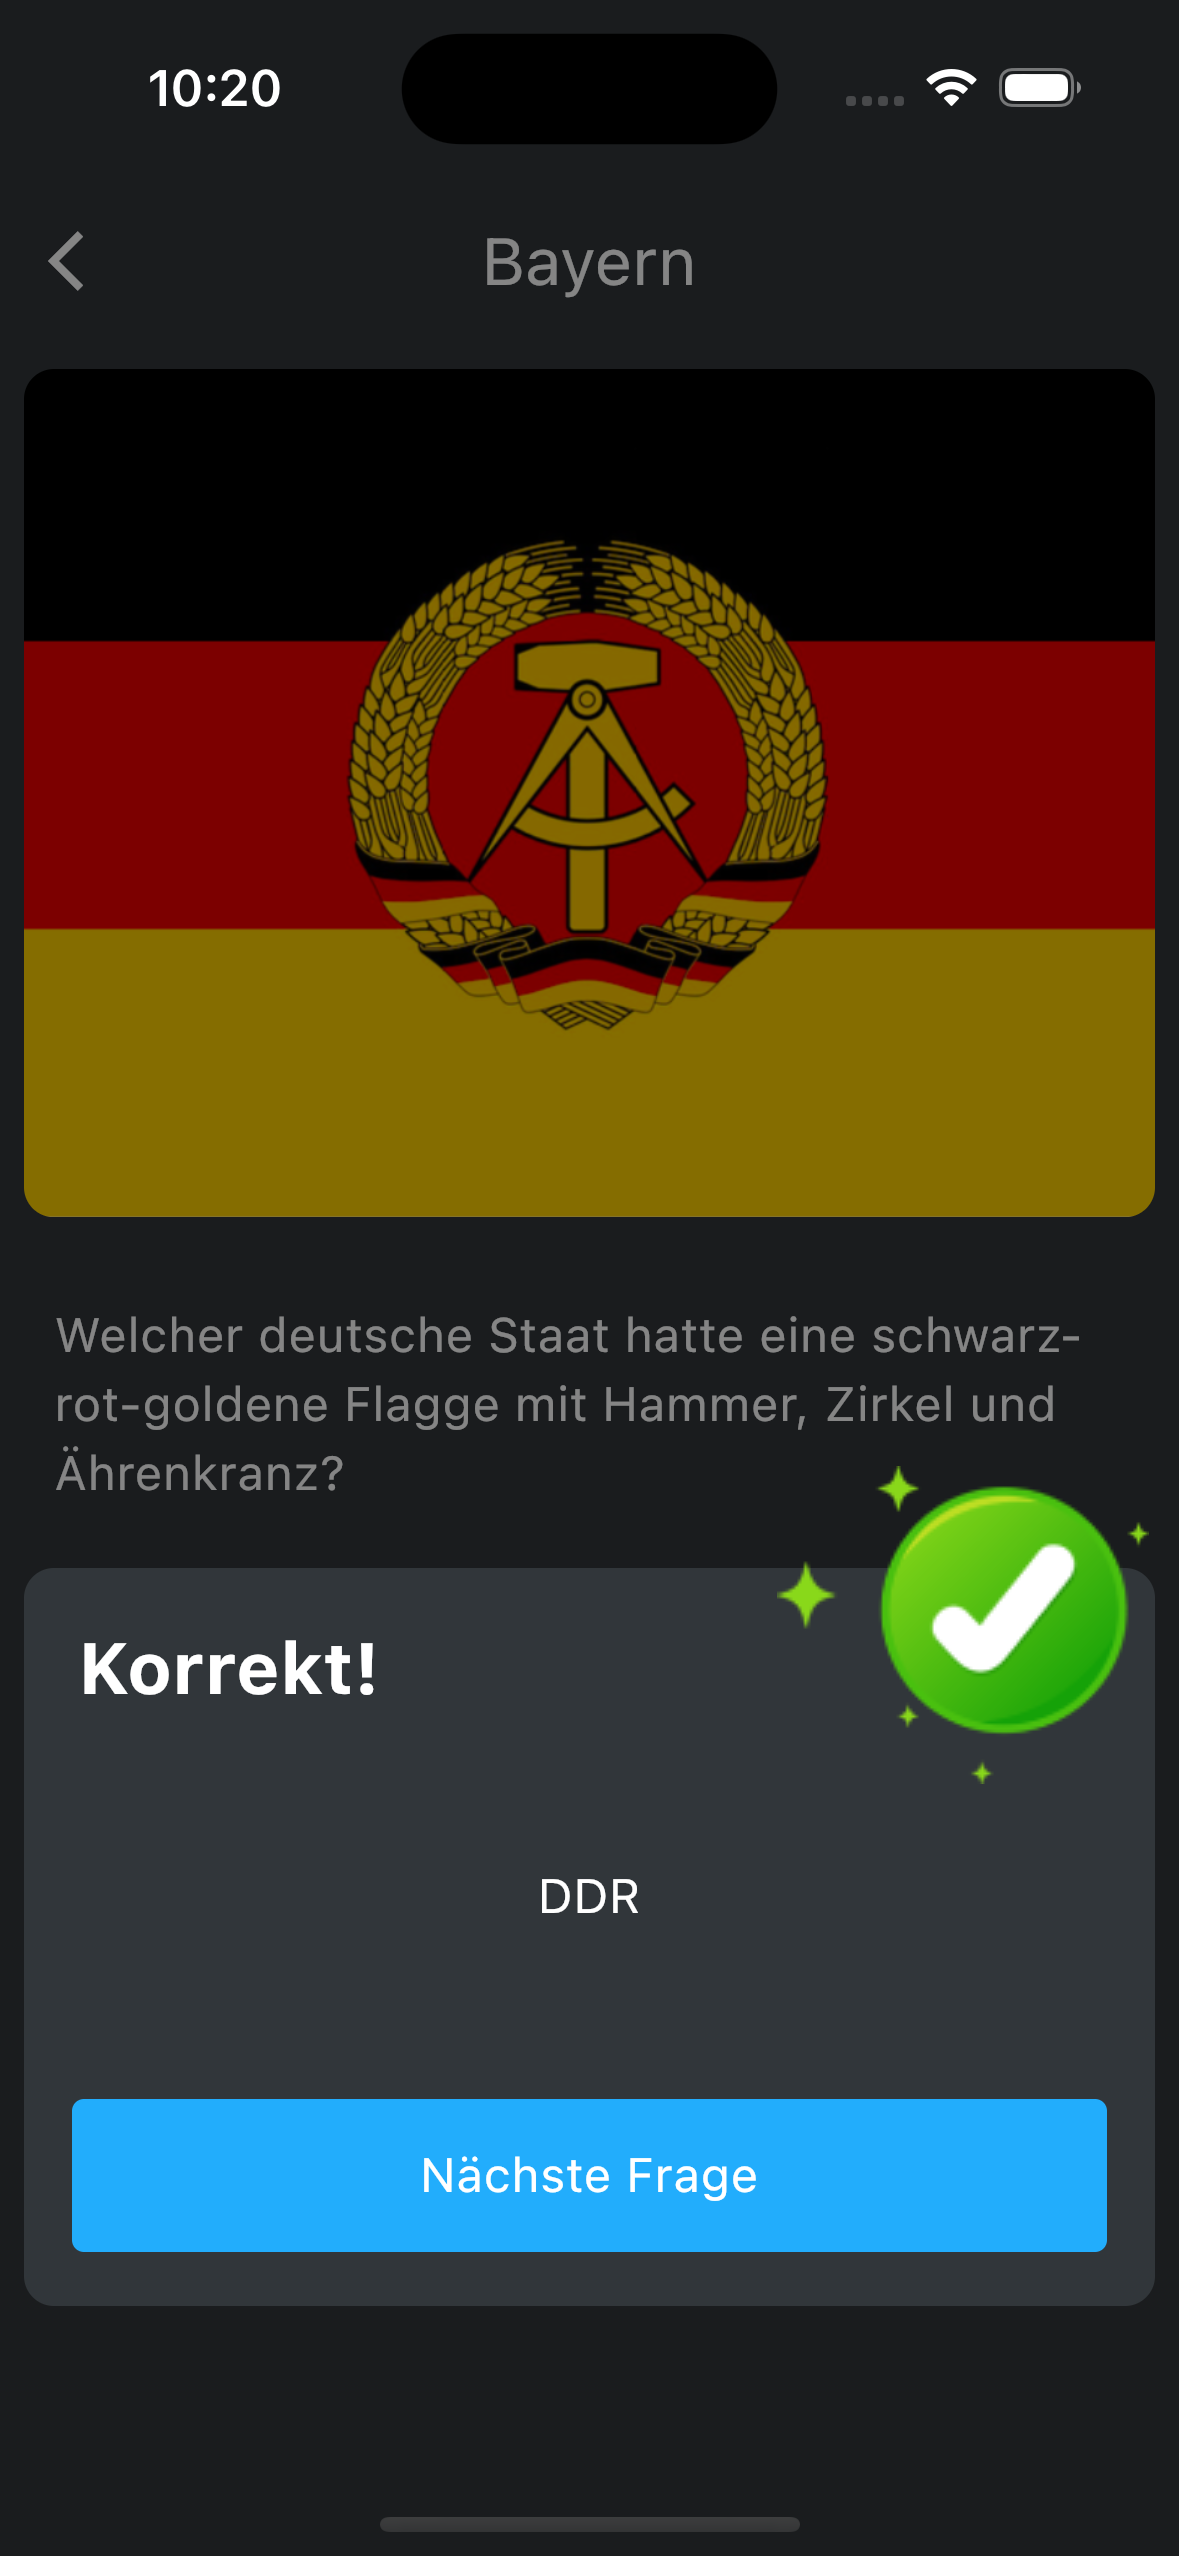 10:20
Bayern
Welcher deutsche Staat hatte eine schwarz-
rot-goldene Flagge mit Hammer, Zirkel und
Ährenkranz?
Korrekt!
DDR
Nächste Frage